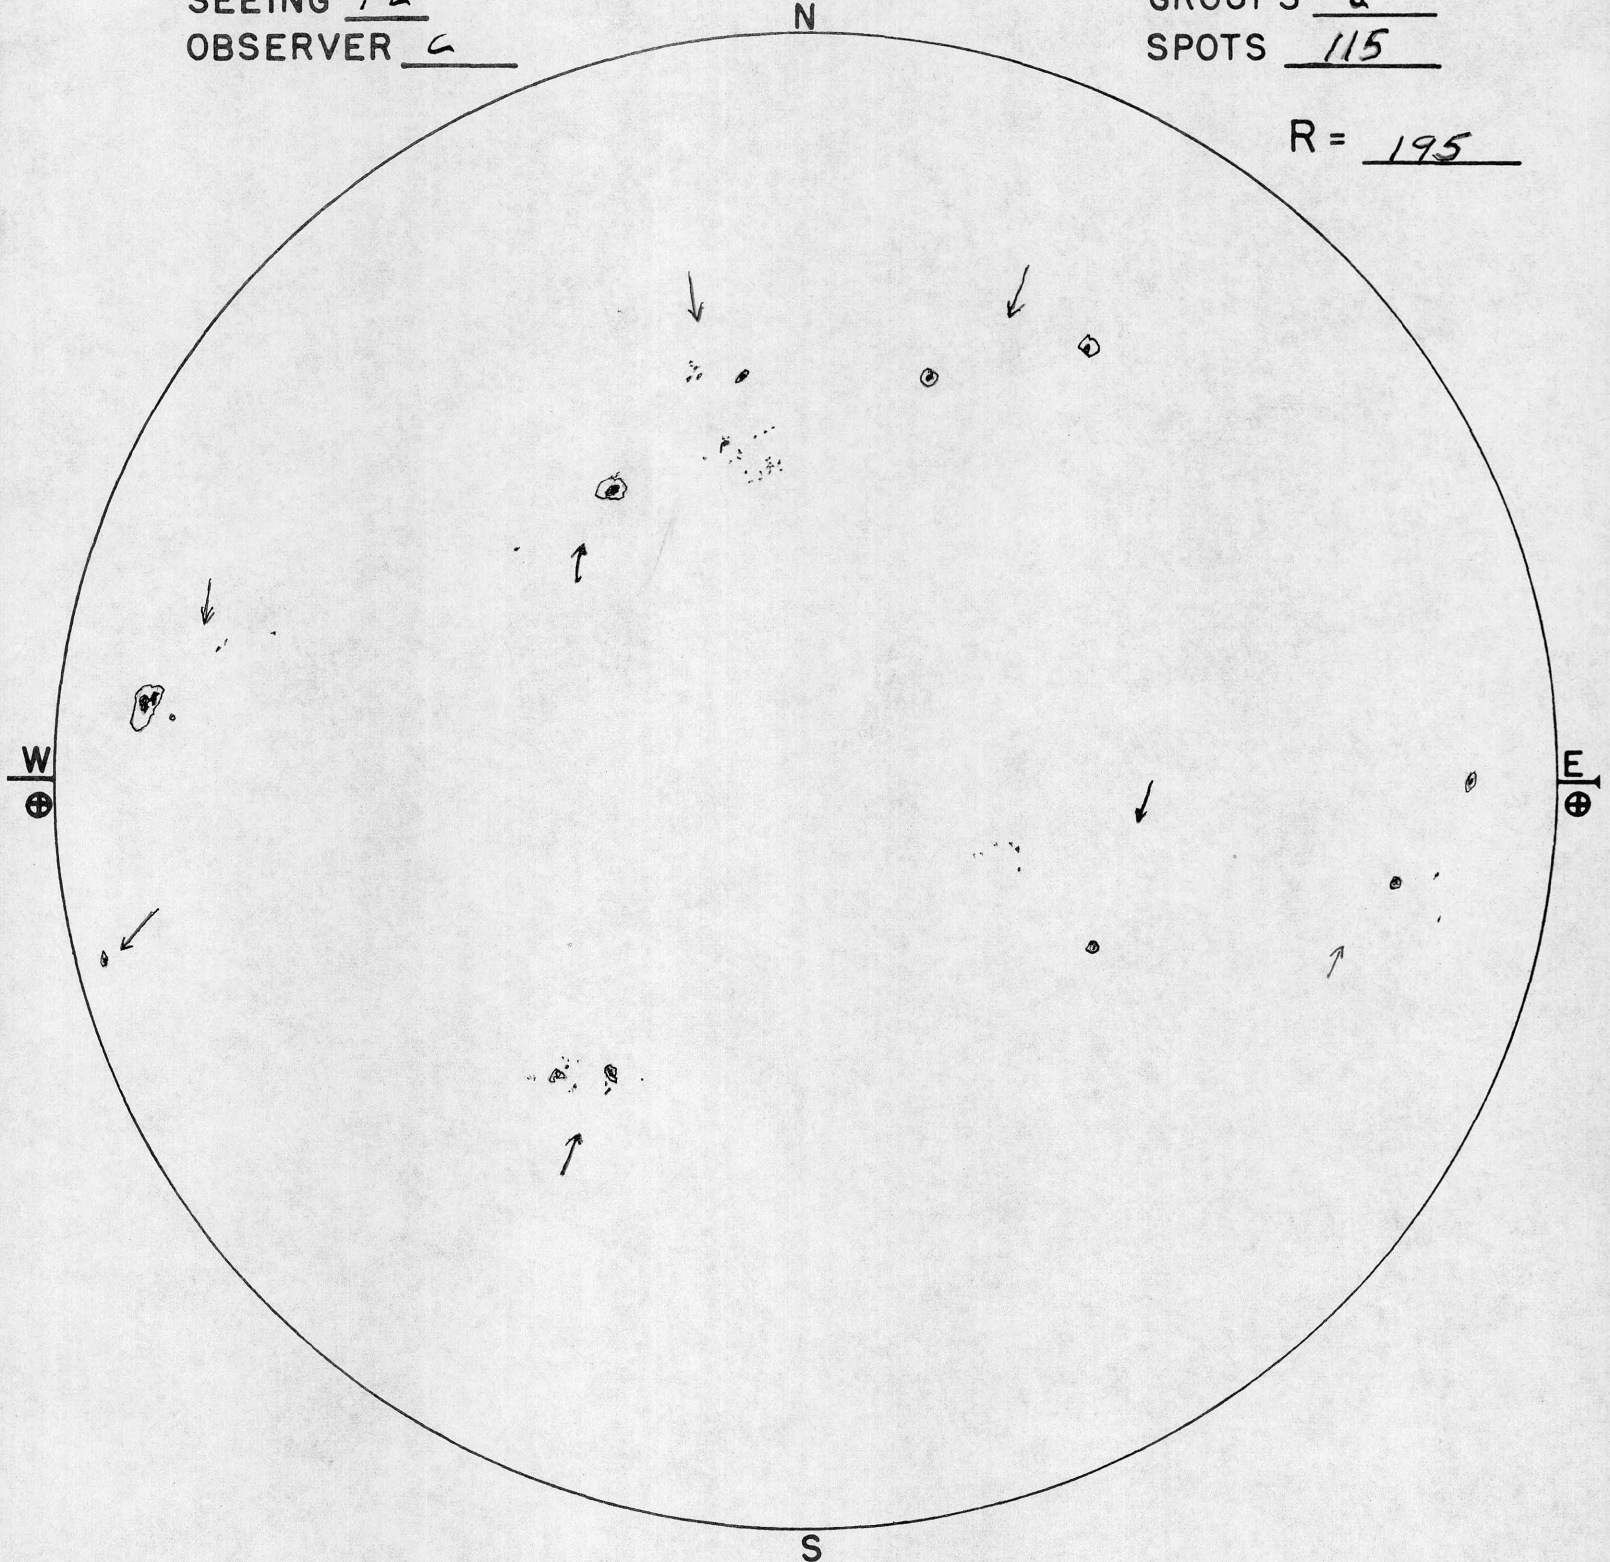 SEEING
OBSERVER
GROUPS
SPOTS 115
R = 195
N
W
E
S